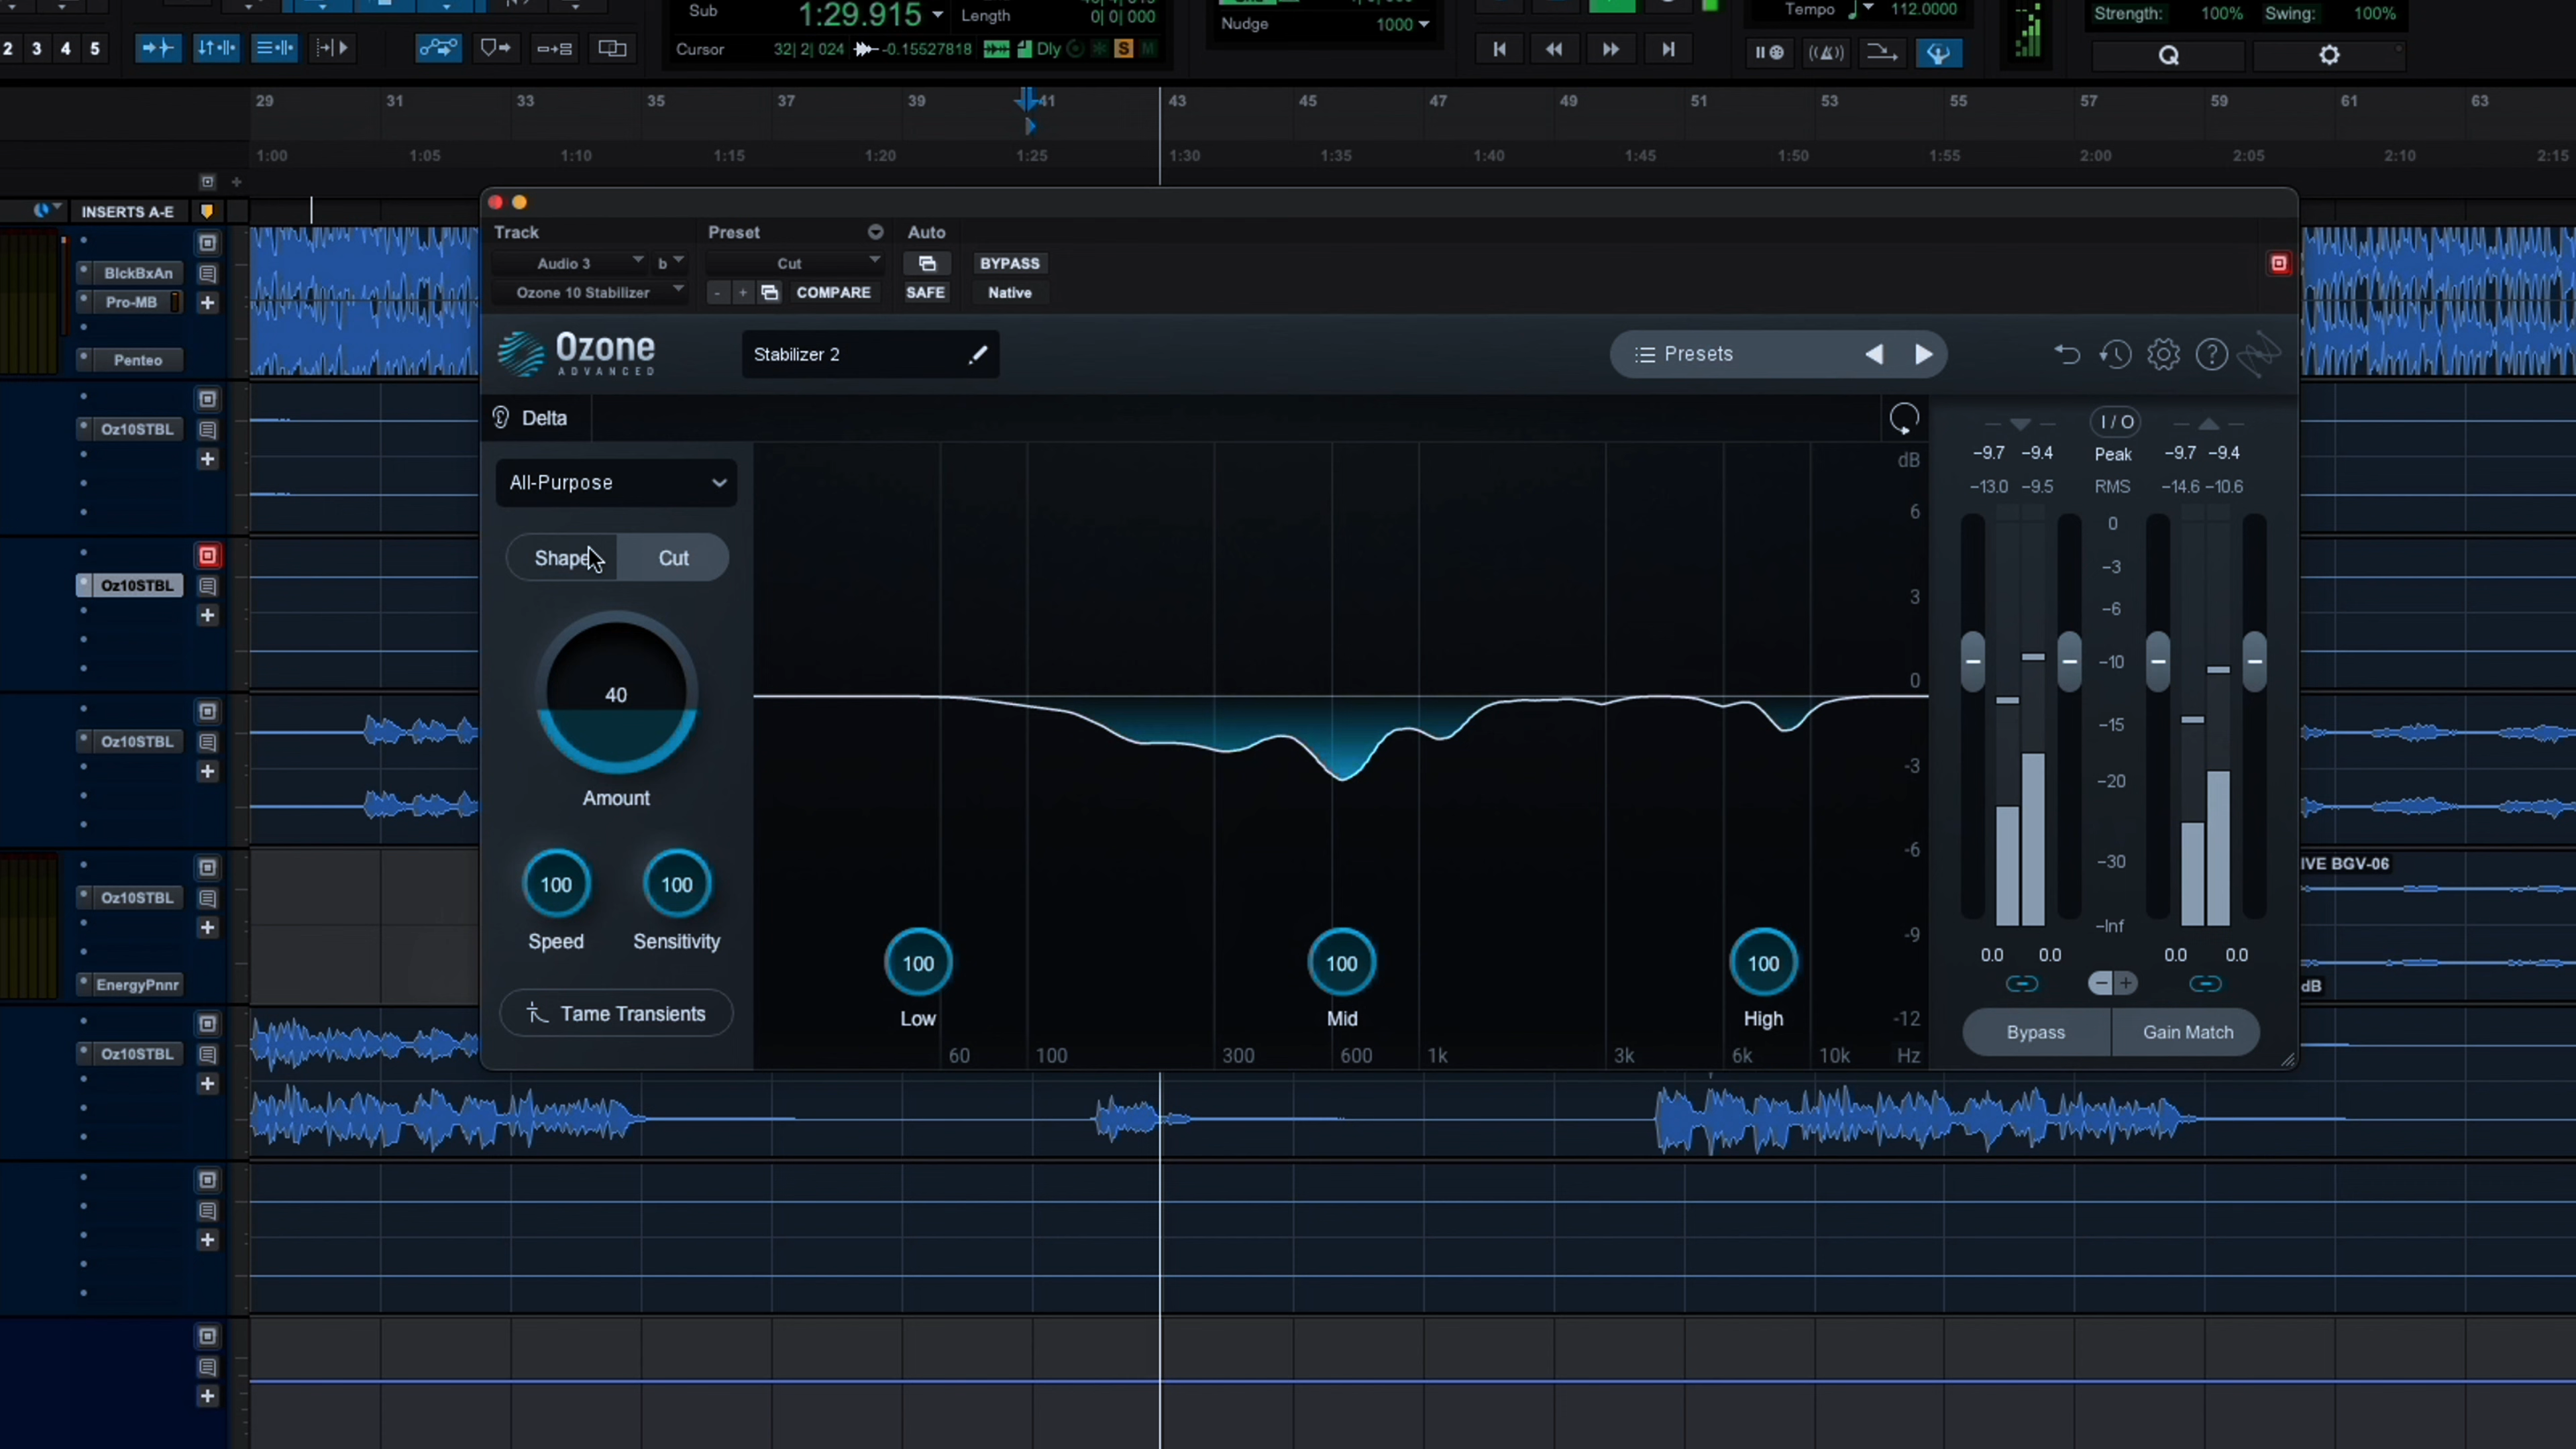 Sub 1:29.915 Length 0| 0| 000
Nudge 1000
Tempo 112.0000
Strength: 100% Swing: 100%
2 3 4 5
Cursor 32| 2| 024 -0.15527818 Dly S M
Q
29 31 33 35 37 39 41 43 45 47 49 51 53 55 57 59 61 63
1:00 1:05 1:10 1:15 1:20 1:25 1:30 1:35 1:40 1:45 1:50 1:55 2:00 2:05 2:10 2:15
INSERTS A-E
BlckBxAn
Pro-MB
Penteo
Oz10STBL
Oz10STBL
Oz10STBL
Oz10STBL
EnergyPnnr
Oz10STBL
Track Preset Auto
Audio 3 b Cut BYPASS
Ozone 10 Stabilizer - + COMPARE SAFE Native
Ozone
ADVANCED
Stabilizer 2
Presets
?
Delta
All-Purpose
Shape Cut
40
Amount
100 100
Speed Sensitivity
Tame Transients
dB
6
3
0
-3
-6
-9
-12
100 100 100
Low Mid High
60 100 300 600 1k 3k 6k 10k Hz
I / O
-9.7 -9.4 Peak -9.7 -9.4
-13.0 -9.5 RMS -14.6 -10.6
0
-3
-6
-10
-15
-20
-30
-Inf
0.0 0.0 0.0 0.0
- +
Bypass Gain Match
IVE BGV-06
dB